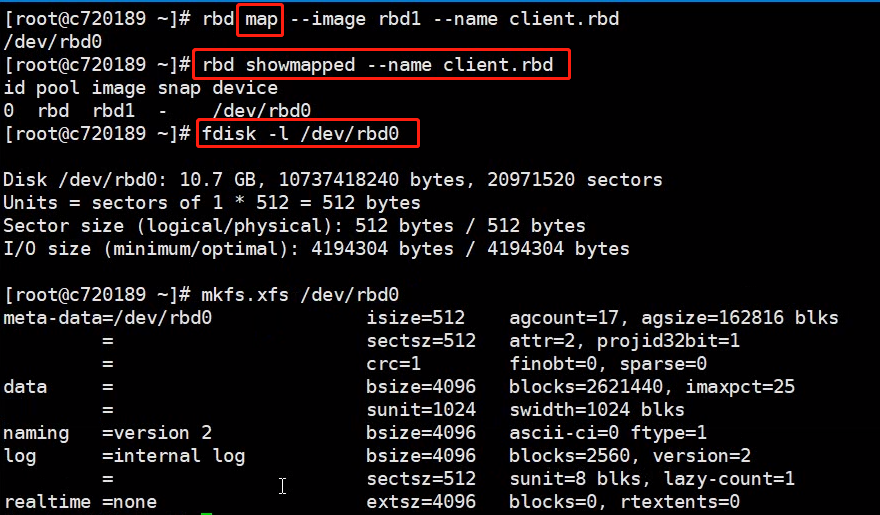 [root@c720189 ~]# rbd map --image rbd1 --name client.rbd
/dev/rbd0
[root@c720189 ~]# rbd showmapped --name client.rbd
id pool image snap device
0  rbd  rbd1  -    /dev/rbd0
[root@c720189 ~]# fdisk -l /dev/rbd0
Disk /dev/rbd0: 10.7 GB, 10737418240 bytes, 20971520 sectors
Units = sectors of 1 * 512 = 512 bytes
Sector size (logical/physical): 512 bytes / 512 bytes
I/O size (minimum/optimal): 4194304 bytes / 4194304 bytes
[root@c720189 ~]# mkfs.xfs /dev/rbd0
meta-data=/dev/rbd0              isize=512    agcount=17, agsize=162816 blks
         =                       sectsz=512   attr=2, projid32bit=1
         =                       crc=1        finobt=0, sparse=0
data     =                       bsize=4096   blocks=2621440, imaxpct=25
         =                       sunit=1024   swidth=1024 blks
naming   =version 2              bsize=4096   ascii-ci=0 ftype=1
log      =internal log           bsize=4096   blocks=2560, version=2
         =                       sectsz=512   sunit=8 blks, lazy-count=1
realtime =none                   extsz=4096   blocks=0, rtextents=0